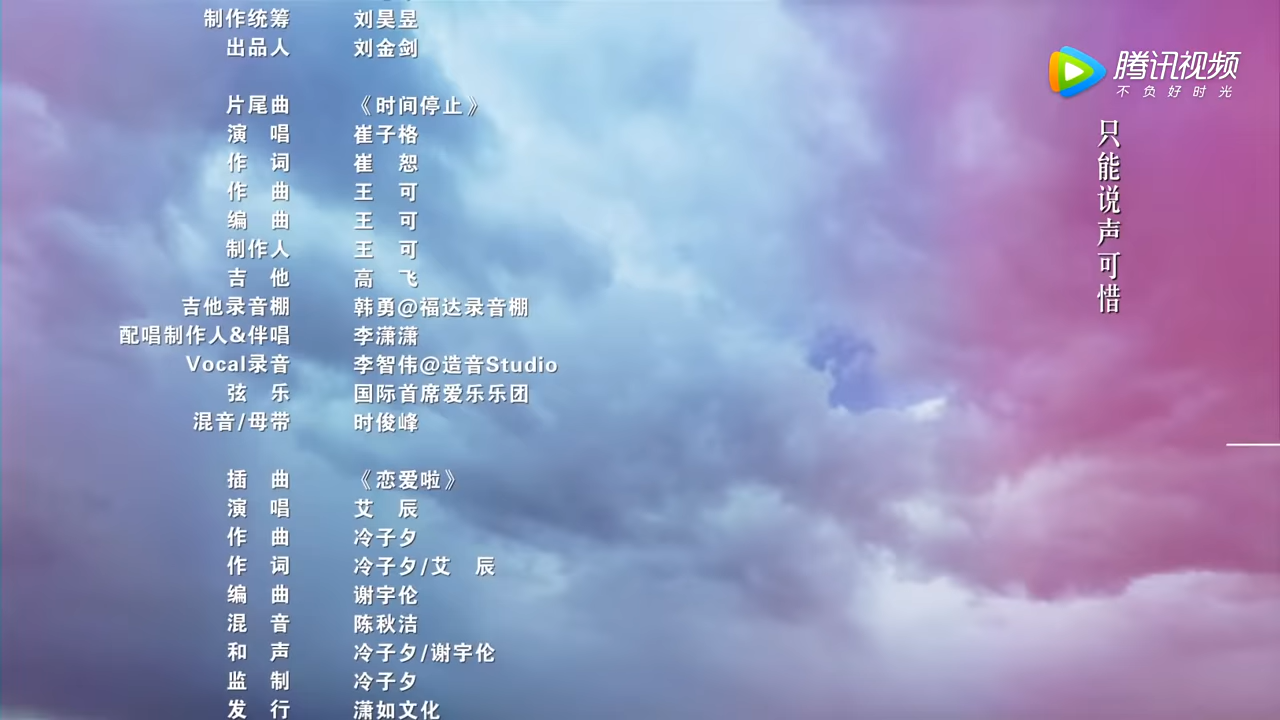 制作统筹 刘昊昱
出品人 刘金剑
片尾曲 《时间停止》
演 唱 崔子格
作 词 崔 恕
作 曲 王 可
编 曲 王 可
制作人 王 可
吉 他 高 飞
吉他录音棚 韩勇@福达录音棚
配唱制作人&伴唱 李潇潇
Vocal录音 李智伟@造音Studio
弦 乐 国际首席爱乐乐团
混音/母带 时俊峰
插 曲 《恋爱啦》
演 唱 艾 辰
作 曲 冷子夕
作 词 冷子夕/艾 辰
编 曲 谢宇伦
混 音 陈秋洁
和 声 冷子夕/谢宇伦
监 制 冷子夕
发 行 潇如文化
腾讯视频
不负好时光
只能说声可惜